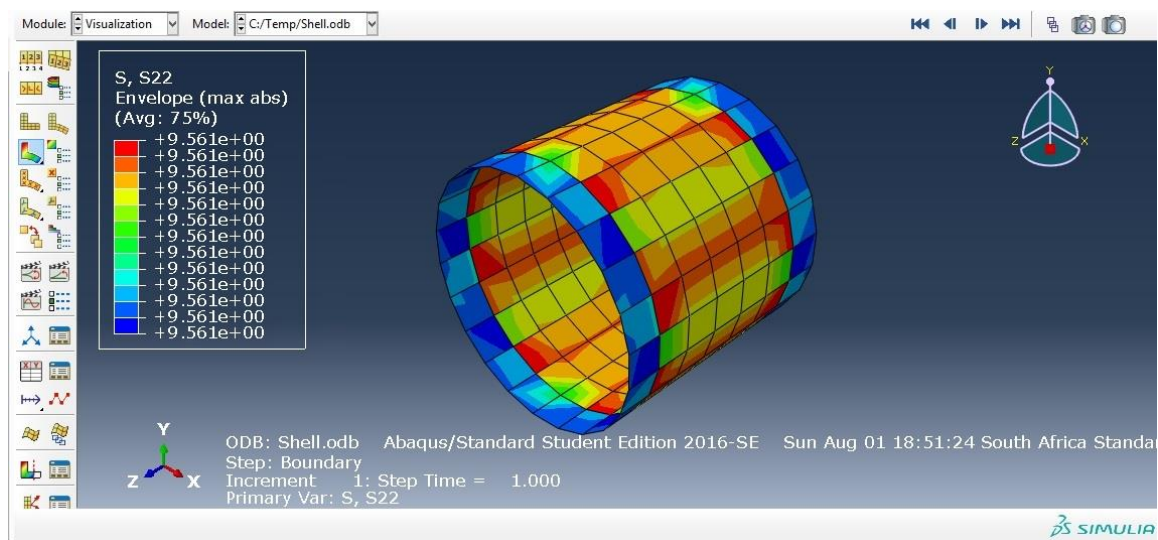 Module: Visualization Model: C:/Temp/Shell.odb
S, S22
Envelope (max abs)
(Avg: 75%)
+9.561e+00
+9.561e+00
+9.561e+00
+9.561e+00
+9.561e+00
+9.561e+00
+9.561e+00
+9.561e+00
+9.561e+00
+9.561e+00
+9.561e+00
+9.561e+00
+9.561e+00
Y
Z
X
Y
Z
X
ODB: Shell.odb Abaqus/Standard Student Edition 2016-SE Sun Aug 01 18:51:24 South Africa Standa
Step: Boundary
Increment 1: Step Time = 1.000
Primary Var: S, S22
SIMULIA